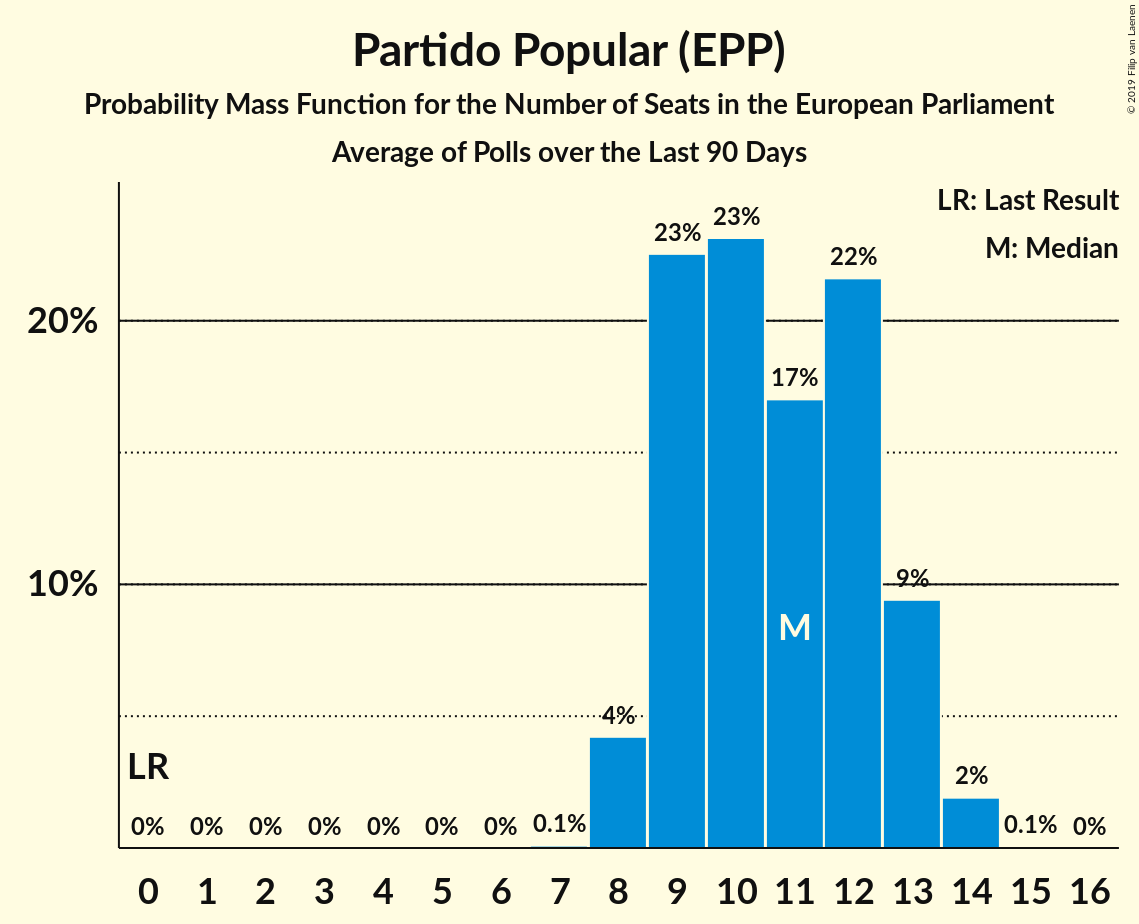 Partido Popular (EPP)
Probability Mass Function for the Number of Seats in the European Parliament
Average of Polls over the Last 90 Days
© 2019 Filip van Laenen
LR: Last Result
M: Median
20%
10%
23%
23%
22%
17%
9%
4%
2%
M
LR
0%
0%
0%
0%
0%
0%
0%
0.1%
0.1%
0%
0 1 2 3 4 5 6 7 8 9 10 11 12 13 14 15 16